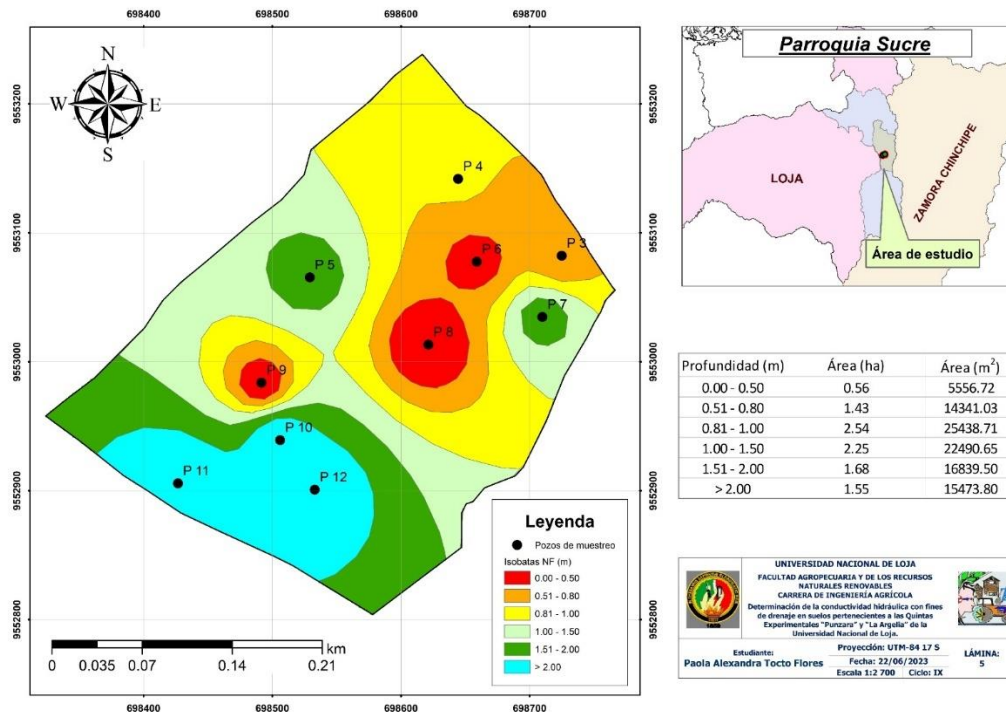 698400 698500 698600 698700
9553200
9553100
9553000
9552900
9552800
N
W E
S
P 4
P 3
P 6
P 5
P 7
P 8
P 9
P 10
P 11
P 12
Leyenda
Pozos de muestreo
Isobatas NF (m)
0.00 - 0.50
0.51 - 0.80
0.81 - 1.00
1.00 - 1.50
1.51 - 2.00
> 2.00
km
0 0.035 0.07 0.14 0.21
698400 698500 698600 698700
Parroquia Sucre
LOJA
ZAMORA CHINCHIPE
Área de estudio
Profundidad (m) Área (ha) Área (m²)
0.00 - 0.50 0.56 5556.72
0.51 - 0.80 1.43 14341.03
0.81 - 1.00 2.54 25438.71
1.00 - 1.50 2.25 22490.65
1.51 - 2.00 1.68 16839.50
> 2.00 1.55 15473.80
UNIVERSIDAD NACIONAL DE LOJA
FACULTAD AGROPECUARIA Y DE LOS RECURSOS
NATURALES RENOVABLES
CARRERA DE INGENIERÍA AGRÍCOLA
Determinación de la conductividad hidráulica con fines
de drenaje en suelos pertenecientes a las Quintas
Experimentales "Punzara" y "La Argelia" de la
Universidad Nacional de Loja.
Estudiante:
Paola Alexandra Tocto Flores
Proyección: UTM-84 17 S
Fecha: 22/06/2023
Escala 1:2 700 Ciclo: IX
LÁMINA:
5